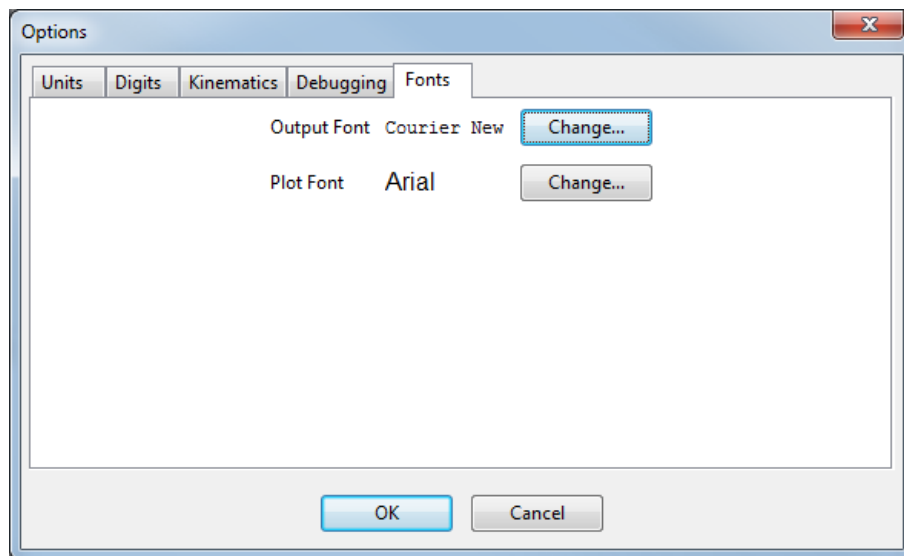 Options
Units Digits Kinematics Debugging Fonts
Output Font Courier New Change...
Plot Font Arial Change...
OK Cancel